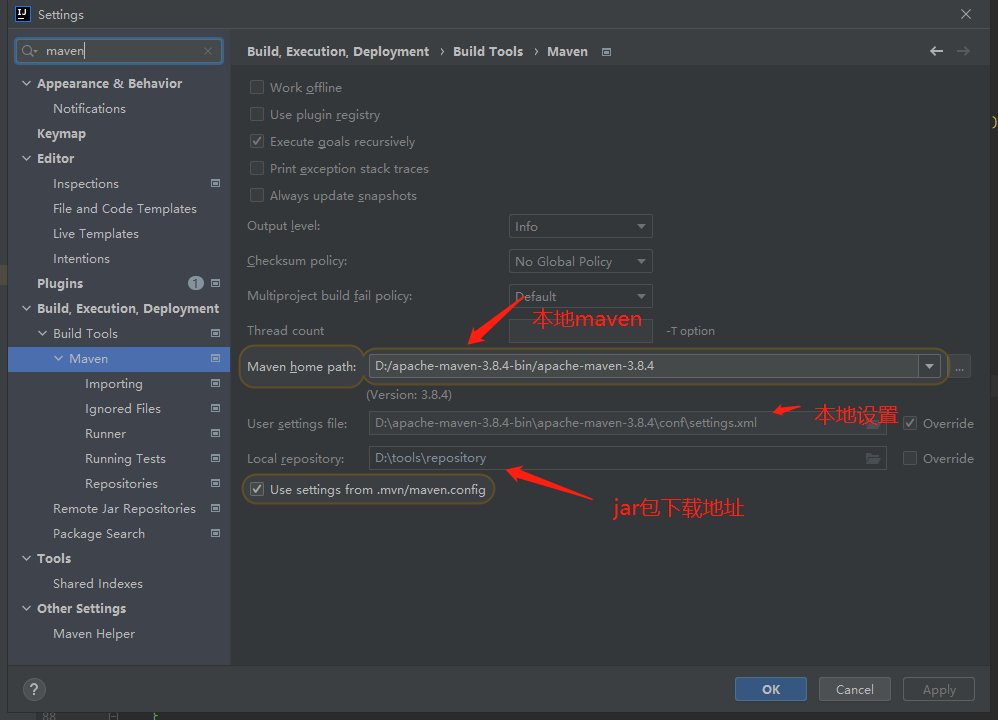 Settings
maven
Appearance & Behavior
Notifications
Keymap
Editor
Inspections
File and Code Templates
Live Templates
Intentions
Plugins 1
Build, Execution, Deployment
Build Tools
Maven
Importing
Ignored Files
Runner
Running Tests
Repositories
Remote Jar Repositories
Package Search
Tools
Shared Indexes
Other Settings
Maven Helper
Build, Execution, Deployment › Build Tools › Maven
Work offline
Use plugin registry
Execute goals recursively
Print exception stack traces
Always update snapshots
Output level: Info
Checksum policy: No Global Policy
Multiproject build fail policy: Default
本地maven
Thread count -T option
Maven home path: D:/apache-maven-3.8.4-bin/apache-maven-3.8.4 ...
(Version: 3.8.4)
User settings file: D:\apache-maven-3.8.4-bin\apache-maven-3.8.4\conf\settings.xml 本地设置 Override
Local repository: D:\tools\repository Override
Use settings from .mvn/maven.config
jar包下载地址
? OK Cancel Apply
88